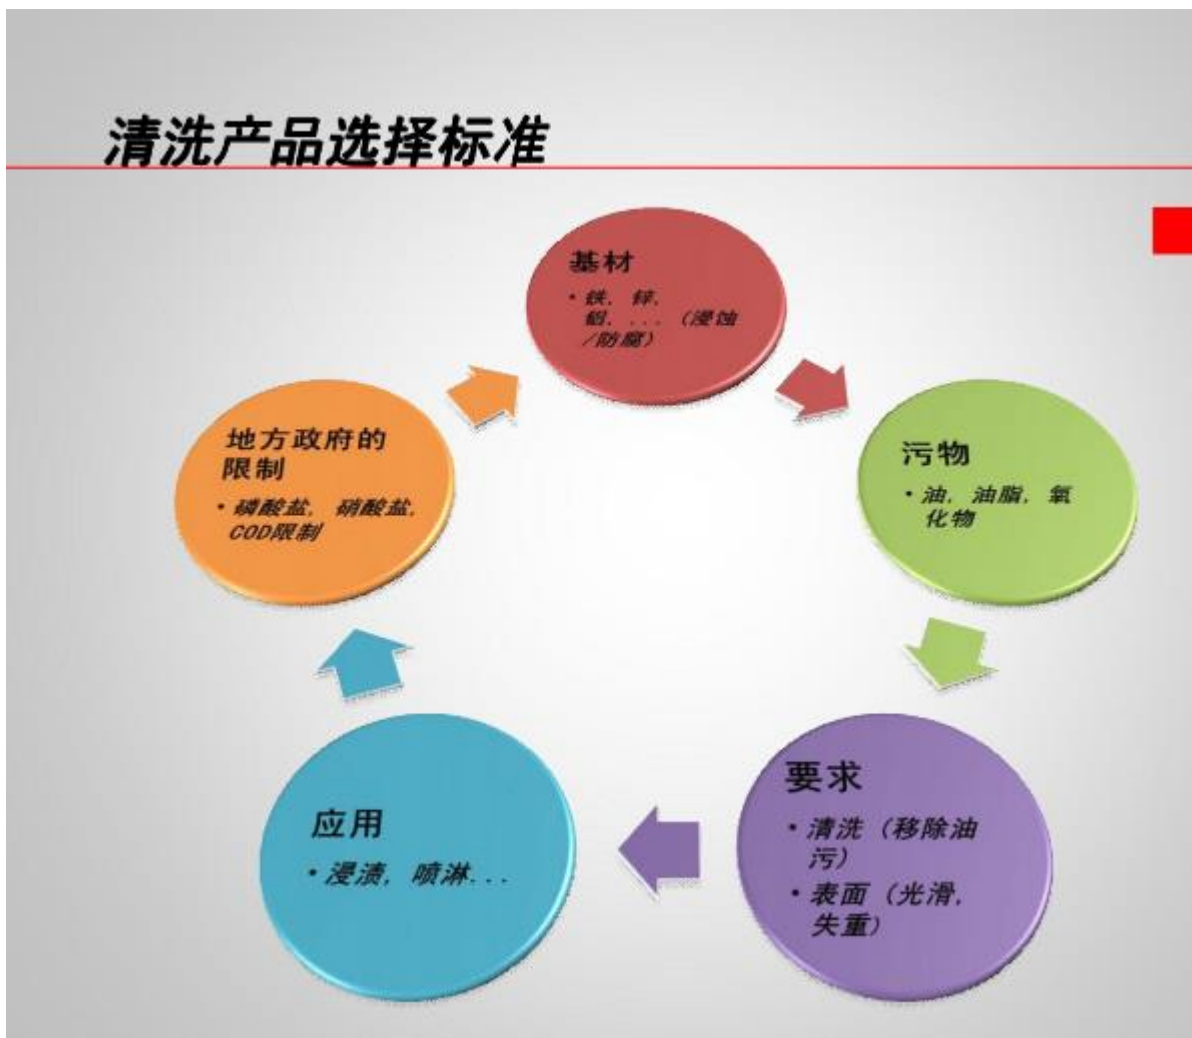 清洗产品选择标准
基材
• 铁, 锌,
铝, ... (浸蚀
/防腐)
污物
• 油, 油脂, 氧
化物
要求
• 清洗 (移除油
污)
• 表面 (光滑,
失重)
应用
• 浸渍, 喷淋...
地方政府的
限制
• 磷酸盐, 硝酸盐,
COD限制